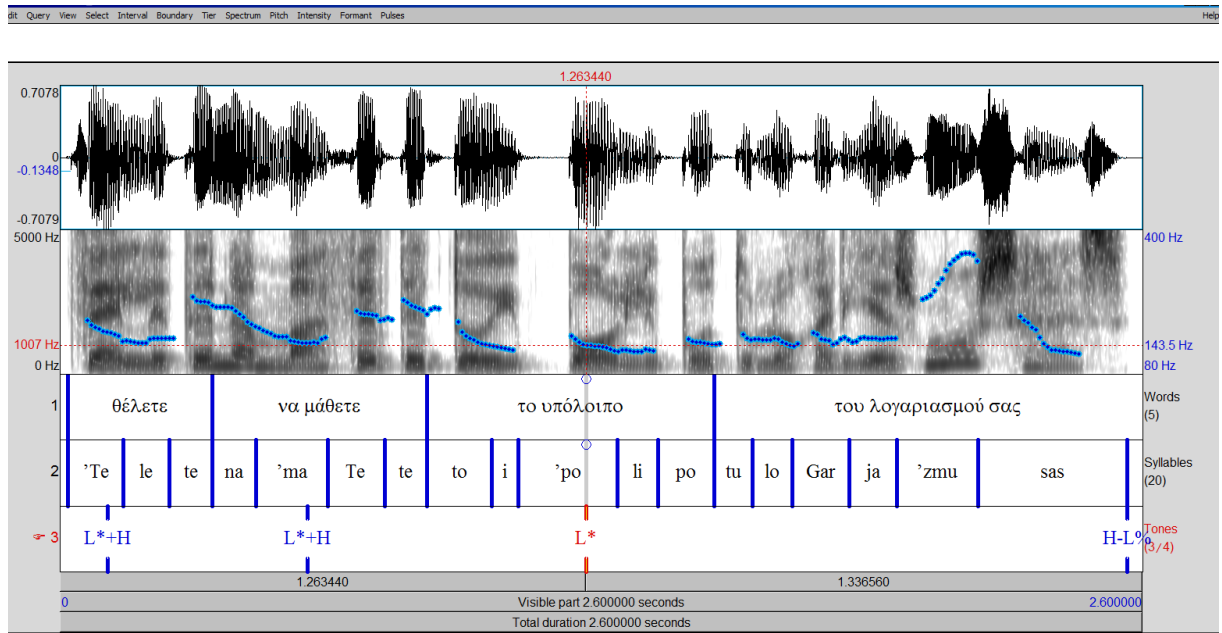 dit Query View Select Interval Boundary Tier Spectrum Pitch Intensity Formant Pulses Help
1.263440
0.7078
0
-0.1348
-0.7079
5000 Hz 400 Hz
1007 Hz 143.5 Hz
0 Hz 80 Hz
1 θέλετε να μάθετε το υπόλοιπο του λογαριασμού σας Words
(5)
2 'Te le te na 'ma Te te to i 'po li po tu lo Gar ja 'zmu sas Syllables
(20)
3 L*+H L*+H L* H-L% Tones
(3/4)
1.263440 1.336560
0 Visible part 2.600000 seconds 2.600000
Total duration 2.600000 seconds